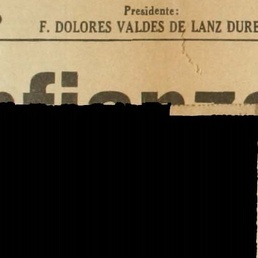 Presidente:
F. DOLORES VALDES DE LANZ DURE